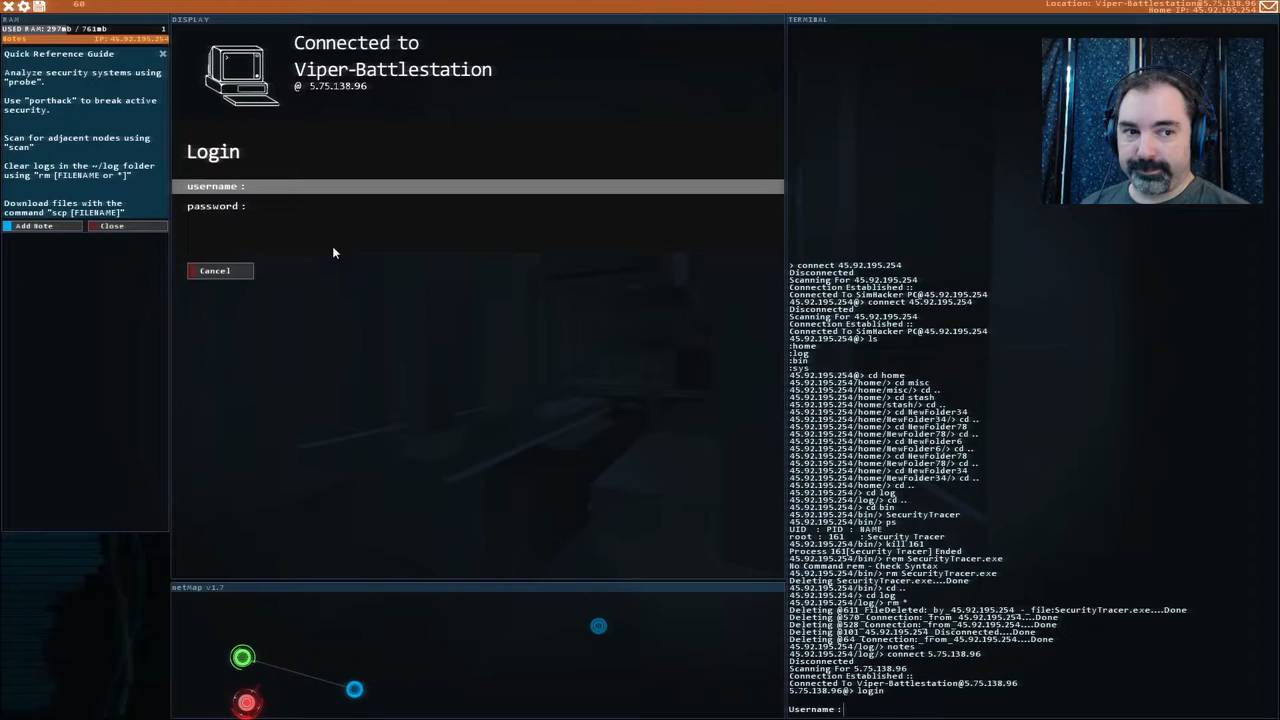 60
Location: Viper-Battlestation@5.75.138.96
Home IP: 45.92.195.254
RAM
USED RAM: 297mb / 761mb
1
notes
IP: 45.92.195.254
Quick Reference Guide
Analyze security systems using
"probe".
Use "porthack" to break active
security.
Scan for adjacent nodes using
"scan"
Clear logs in the ~/log folder
using "rm [FILENAME or *]"
Download files with the
command "scp [FILENAME]"
Add Note
Close
DISPLAY
Connected to
Viper-Battlestation
@ 5.75.138.96
Login
username :
password :
Cancel
netMap v1.7
TERMINAL
> connect 45.92.195.254
Disconnected
Scanning For 45.92.195.254
Connection Established ::
Connected To SimHacker PC@45.92.195.254
45.92.195.254@> connect 45.92.195.254
Disconnected
Scanning For 45.92.195.254
Connection Established ::
Connected To SimHacker PC@45.92.195.254
45.92.195.254@> ls
:home
:log
:bin
:sys
45.92.195.254@> cd home
45.92.195.254/home/> cd misc
45.92.195.254/home/misc/> cd ..
45.92.195.254/home/> cd stash
45.92.195.254/home/stash/> cd ..
45.92.195.254/home/> cd NewFolder34
45.92.195.254/home/NewFolder34/> cd ..
45.92.195.254/home/> cd NewFolder78
45.92.195.254/home/NewFolder78/> cd ..
45.92.195.254/home/> cd NewFolder6
45.92.195.254/home/NewFolder6/> cd ..
45.92.195.254/home/> cd NewFolder78
45.92.195.254/home/NewFolder78/> cd ..
45.92.195.254/home/> cd NewFolder34
45.92.195.254/home/NewFolder34/> cd ..
45.92.195.254/home/> cd ..
45.92.195.254/> cd log
45.92.195.254/log/> cd ..
45.92.195.254/> cd bin
45.92.195.254/bin/> SecurityTracer
45.92.195.254/bin/> ps
UID : PID : NAME
root : 161 : Security Tracer
45.92.195.254/bin/> kill 161
Process 161[Security Tracer] Ended
45.92.195.254/bin/> rem SecurityTracer.exe
No Command rem - Check Syntax
45.92.195.254/bin/> rm SecurityTracer.exe
Deleting SecurityTracer.exe....Done
45.92.195.254/bin/> cd ..
45.92.195.254/> cd log
45.92.195.254/log/> rm *
Deleting @611_FileDeleted:_by_45.92.195.254_-_file:SecurityTracer.exe....Done
Deleting @570_Connection:_from_45.92.195.254....Done
Deleting @528_Connection:_from_45.92.195.254....Done
Deleting @101_45.92.195.254_Disconnected....Done
Deleting @64_Connection:_from_45.92.195.254....Done
45.92.195.254/log/> notes
45.92.195.254/log/> connect 5.75.138.96
Disconnected
Scanning For 5.75.138.96
Connection Established ::
Connected To Viper-Battlestation@5.75.138.96
5.75.138.96@> login
Username :